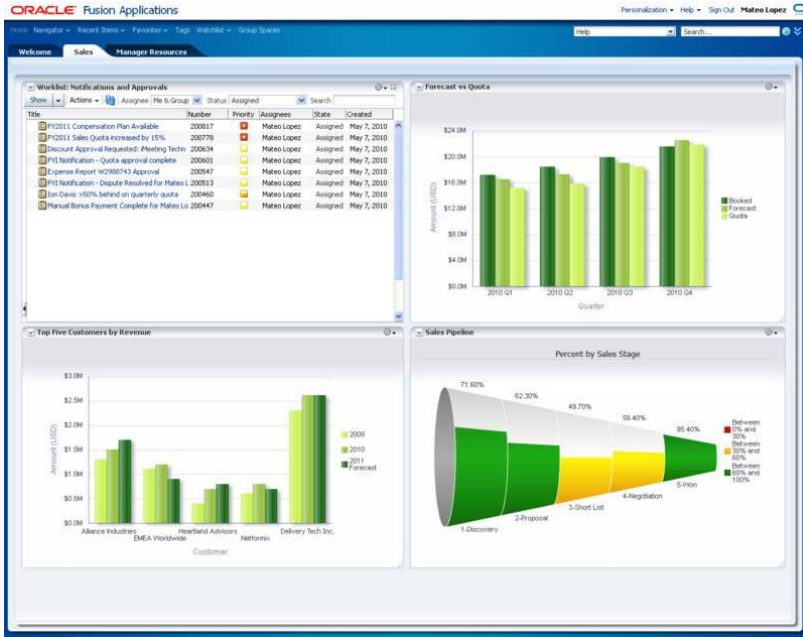 ORACLE Fusion Applications
Personalization Help Sign Out Mateo Lopez
Home Navigator Recent Items Favorites Tags Watchlist Group Spaces
Help Search...
Welcome Sales Manager Resources
Worklist: Notifications and Approvals
Show Actions Assignee Me & Group Status Assigned Search
Title Number Priority Assignees State Created
FY2011 Compensation Plan Available 200817 Mateo Lopez Assigned May 7, 2010
FY2011 Sales Quota increased by 15% 200778 Mateo Lopez Assigned May 7, 2010
Discount Approval Requested: iMeeting Techn 200634 Mateo Lopez Assigned May 7, 2010
FYI Notification - Quota approval complete 200601 Mateo Lopez Assigned May 7, 2010
Expense Report W2988743 Approval 200547 Mateo Lopez Assigned May 7, 2010
FYI Notification - Dispute Resolved for Mateo L 200513 Mateo Lopez Assigned May 7, 2010
Jon Davis >50% behind on quarterly quota 200460 Mateo Lopez Assigned May 7, 2010
Manual Bonus Payment Complete for Mateo Lo 200447 Mateo Lopez Assigned May 7, 2010
Forecast vs Quota
$24.0M
$20.0M
$16.0M
$12.0M
$8.0M
$4.0M
$0.0M
Amount (USD)
2010 Q1 2010 Q2 2010 Q3 2010 Q4
Quarter
Booked
Forecast
Quota
Top Five Customers by Revenue
$3.0M
$2.5M
$2.0M
$1.5M
$1.0M
$0.5M
$0.0M
Amount (USD)
Alliance Industries Heartland Advisors Delivery Tech Inc.
EMEA Worldwide Netformix
Customer
2009
2010
2011
Forecast
Sales Pipeline
Percent by Sales Stage
71.60%
62.30%
49.70%
58.40%
95.40%
1-Discovery
2-Proposal
3-Short List
4-Negotiation
5-Won
Between
0% and
30%
Between
30% and
60%
Between
60% and
100%